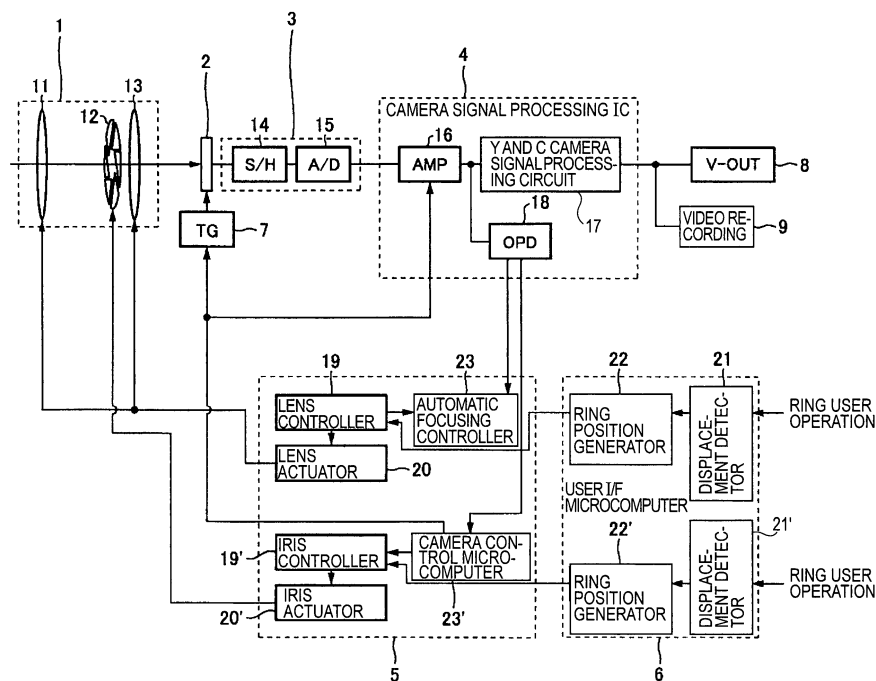 1
3
4
11
12
13
2
14
15
S/H
A/D
CAMERA SIGNAL PROCESSING IC
16
AMP
Y AND C CAMERA
SIGNAL PROCESS-
ING CIRCUIT
17
18
OPD
V-OUT
8
VIDEO RE-
CORDING
9
TG
7
19
23
LENS
CONTROLLER
AUTOMATIC
FOCUSING
CONTROLLER
LENS
ACTUATOR
20
22
21
RING
POSITION
GENERATOR
DISPLACE-
MENT DETEC-
TOR
RING USER
OPERATION
USER I/F
MICROCOMPUTER
19'
IRIS
CONTROLLER
CAMERA CON-
TROL MICRO-
COMPUTER
23'
20'
IRIS
ACTUATOR
22'
21'
RING
POSITION
GENERATOR
DISPLACE-
MENT DETEC-
TOR
RING USER
OPERATION
5
6